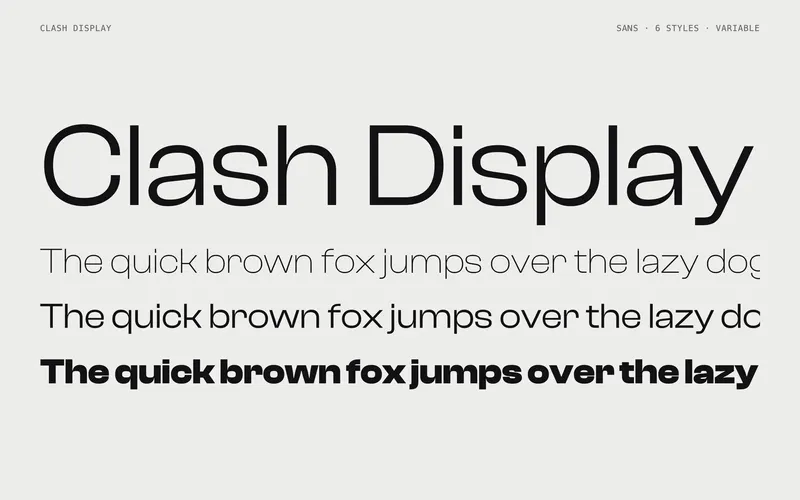 CLASH DISPLAY
SANS · 6 STYLES · VARIABLE
Clash Display
The quick brown fox jumps over the lazy dog
The quick brown fox jumps over the lazy do
The quick brown fox jumps over the lazy